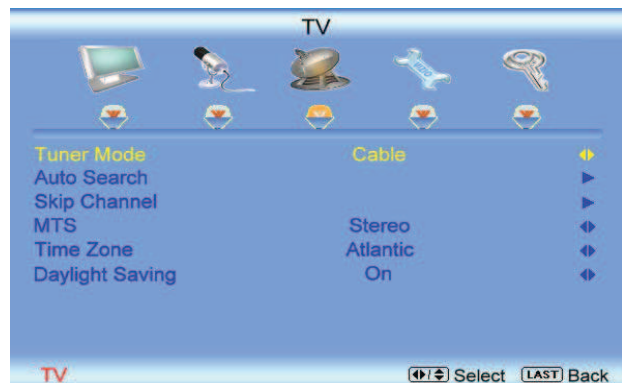 TV
Tuner Mode Cable
Auto Search
Skip Channel
MTS Stereo
Time Zone Atlantic
Daylight Saving On
TV Select LAST Back